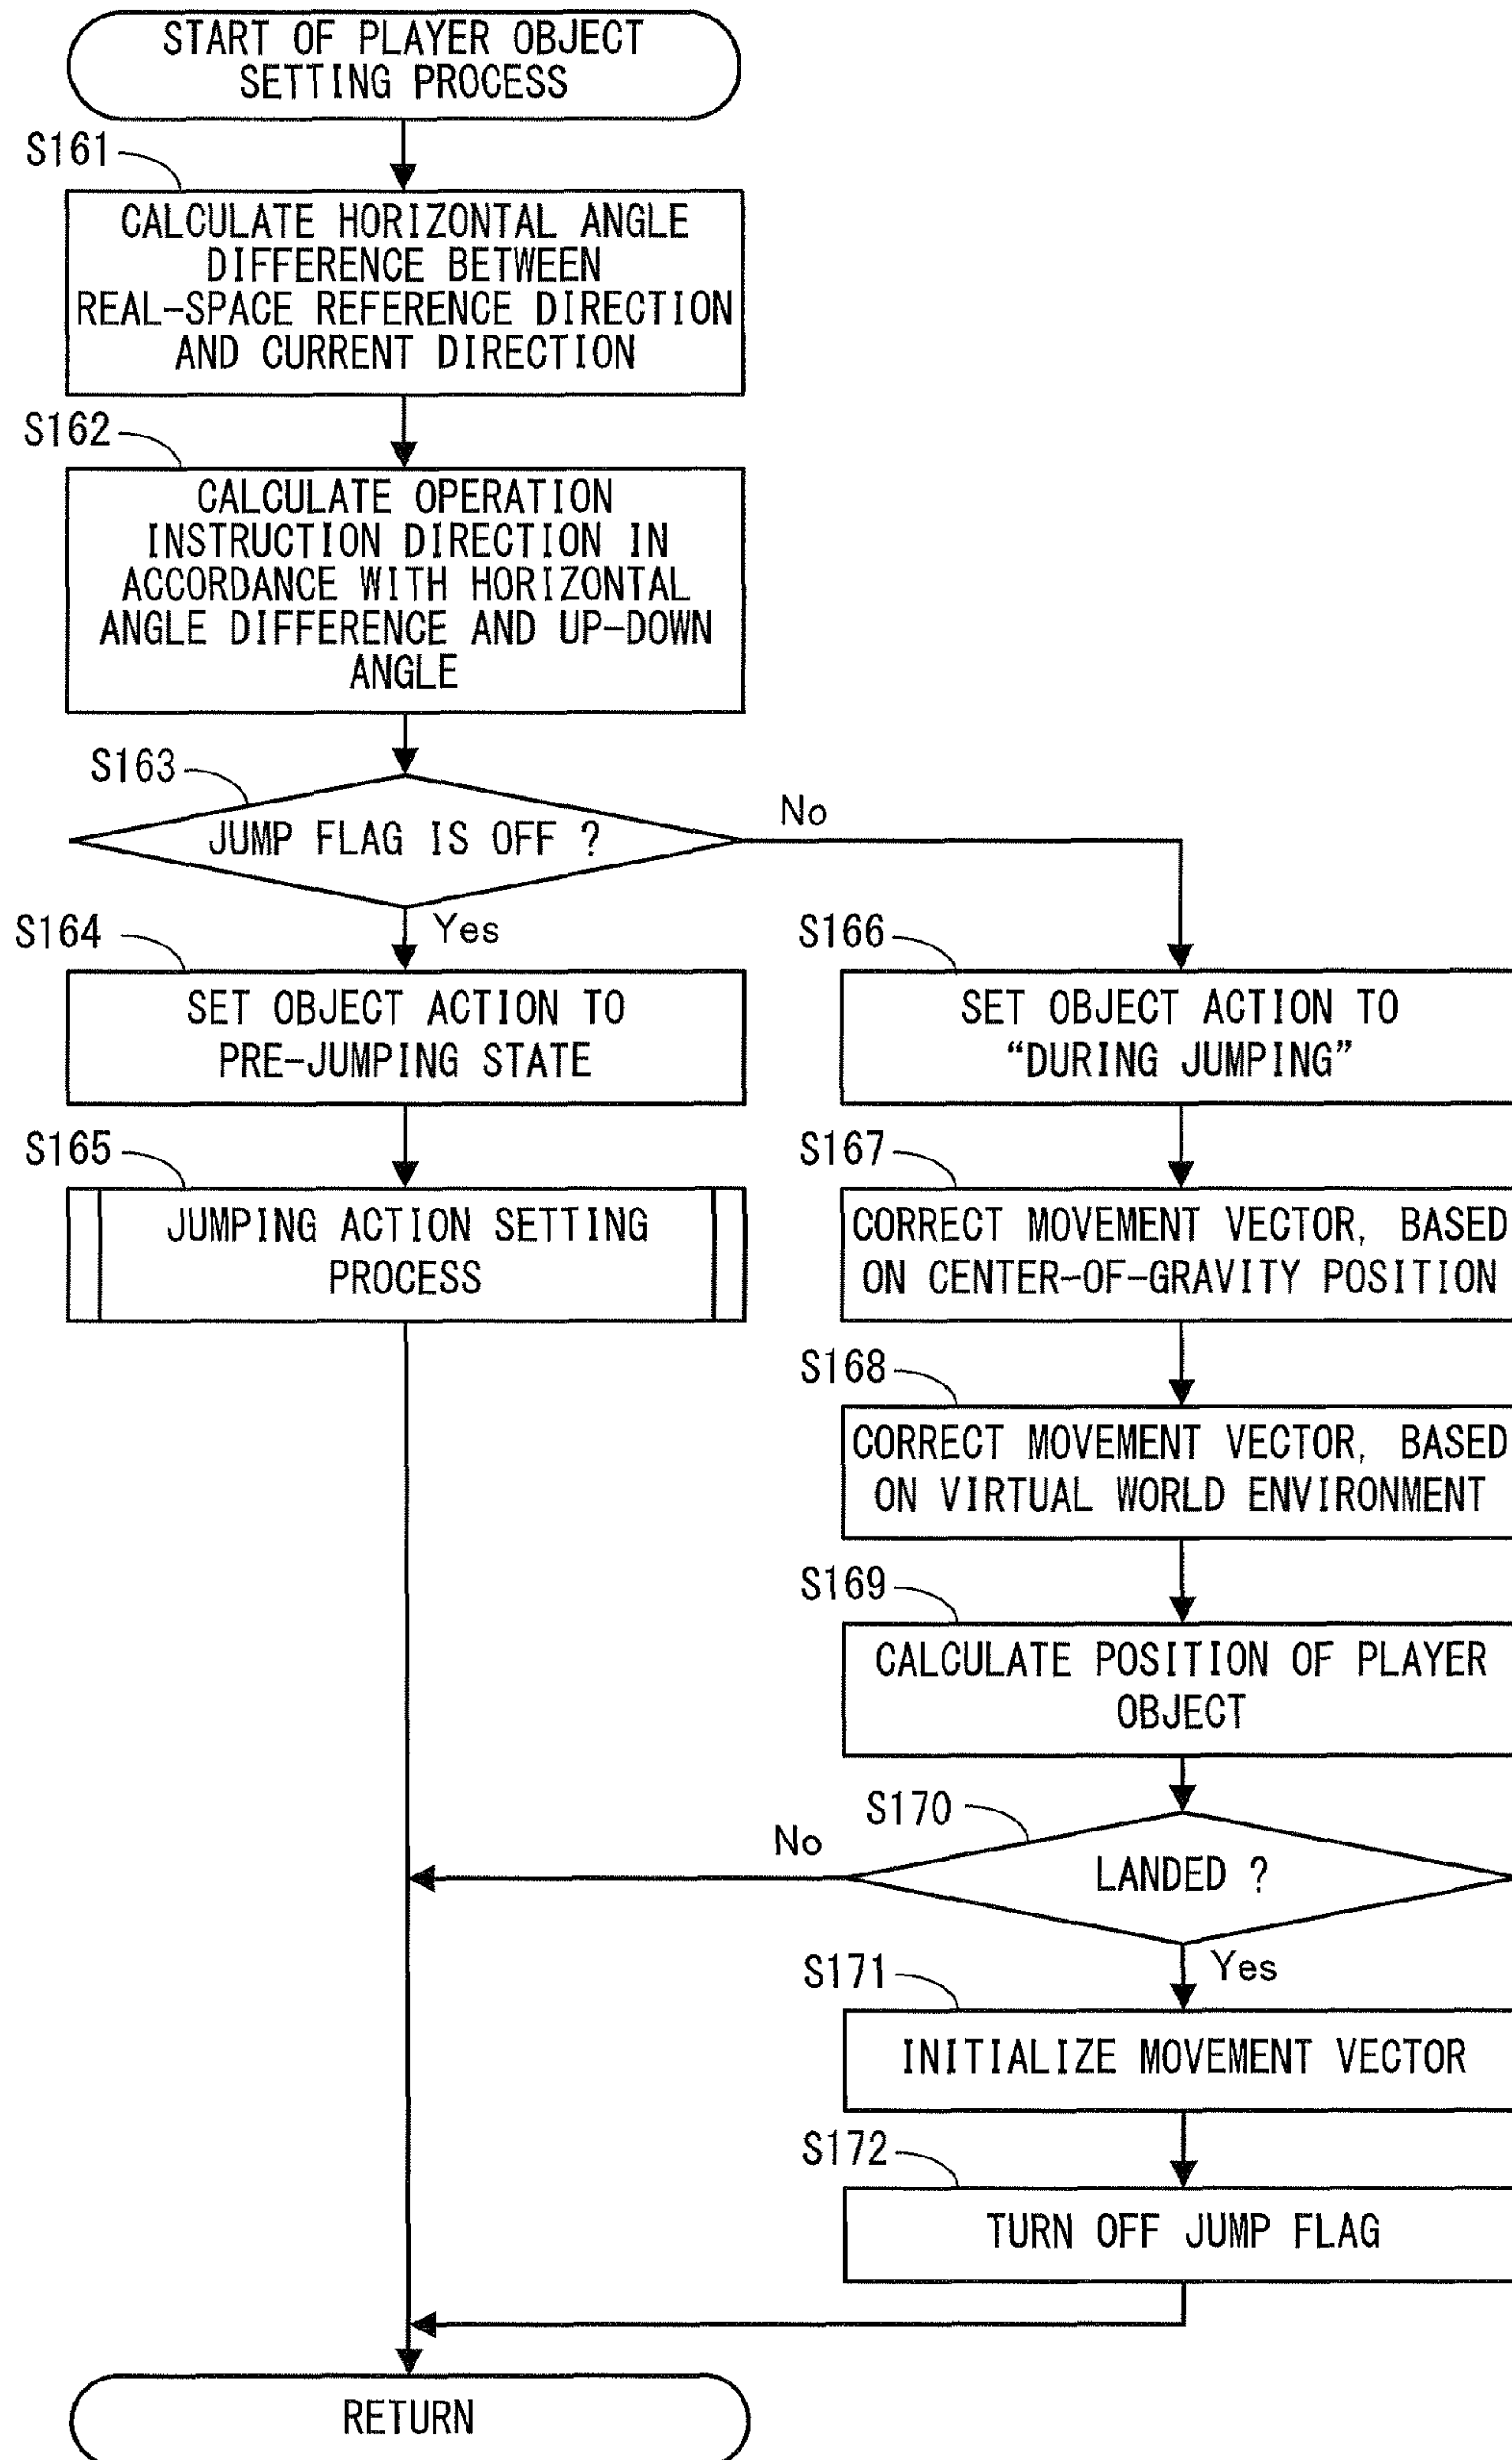 START OF PLAYER OBJECT
SETTING PROCESS
S161
CALCULATE HORIZONTAL ANGLE
DIFFERENCE BETWEEN
REAL-SPACE REFERENCE DIRECTION
AND CURRENT DIRECTION
S162
CALCULATE OPERATION
INSTRUCTION DIRECTION IN
ACCORDANCE WITH HORIZONTAL
ANGLE DIFFERENCE AND UP-DOWN
ANGLE
S163
JUMP FLAG IS OFF ?
No
Yes
S164
SET OBJECT ACTION TO
PRE-JUMPING STATE
S165
JUMPING ACTION SETTING
PROCESS
S166
SET OBJECT ACTION TO
“DURING JUMPING”
S167
CORRECT MOVEMENT VECTOR, BASED
ON CENTER-OF-GRAVITY POSITION
S168
CORRECT MOVEMENT VECTOR, BASED
ON VIRTUAL WORLD ENVIRONMENT
S169
CALCULATE POSITION OF PLAYER
OBJECT
S170
LANDED ?
No
Yes
S171
INITIALIZE MOVEMENT VECTOR
S172
TURN OFF JUMP FLAG
RETURN